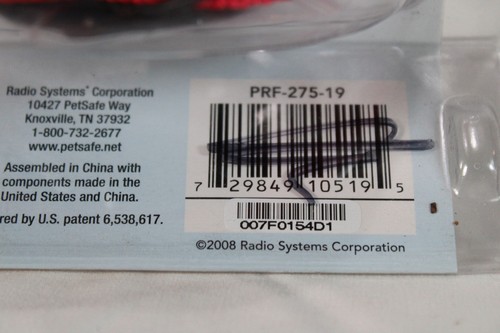 Radio Systems® Corporation
10427 PetSafe Way
Knoxville, TN 37932
1-800-732-2677
www.petsafe.net
Assembled in China with
components made in the
United States and China.
red by U.S. patent 6,538,617.
PRF-275-19
7 29849 10519 5
007F0154D1
©2008 Radio Systems Corporation